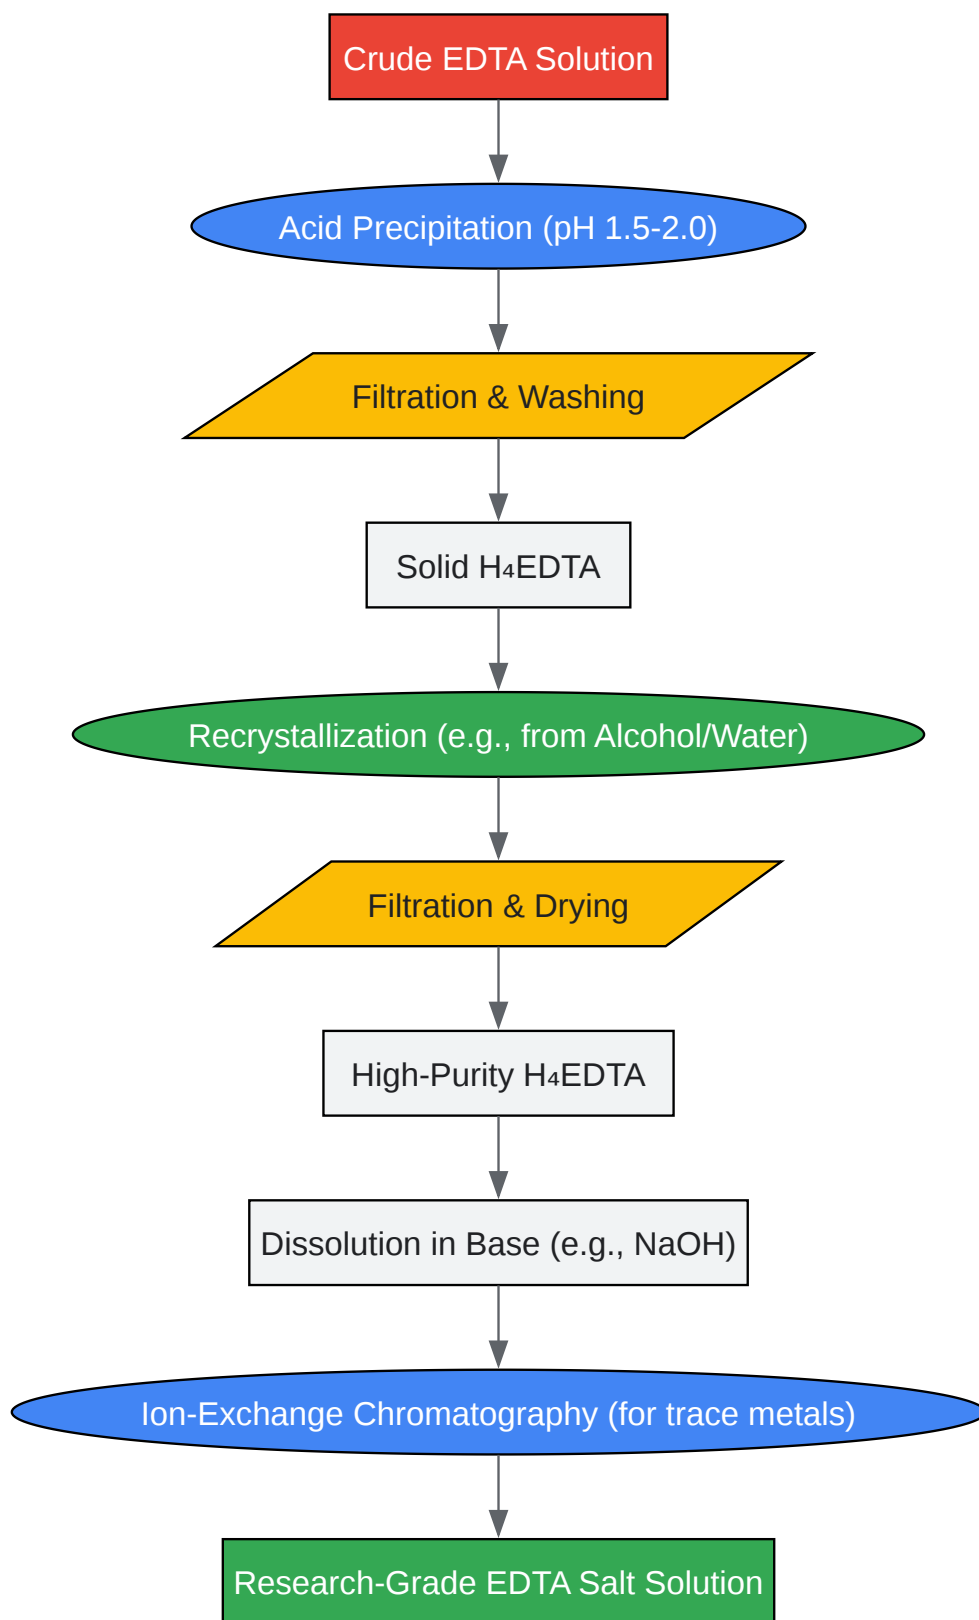 Crude EDTA Solution
Acid Precipitation (pH 1.5-2.0)
Filtration & Washing
Solid H₄EDTA
Recrystallization (e.g., from Alcohol/Water)
Filtration & Drying
High-Purity H₄EDTA
Dissolution in Base (e.g., NaOH)
Ion-Exchange Chromatography (for trace metals)
Research-Grade EDTA Salt Solution